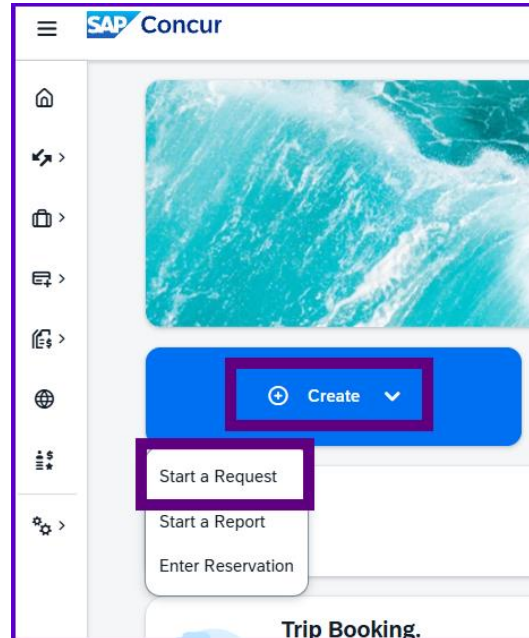 SAP Concur
Create
Start a Request
Start a Report
Enter Reservation
Trip Booking.